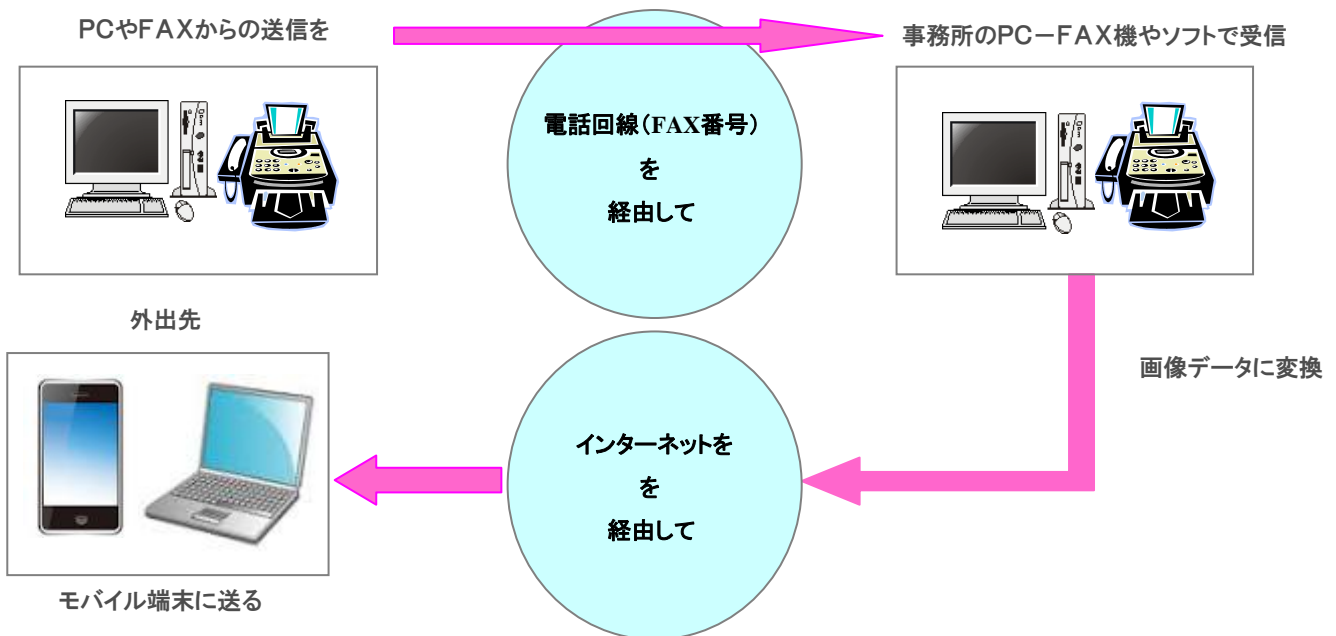 PCやFAXからの送信を
事務所のPC－FAX機やソフトで受信
電話回線（FAX番号）
を
経由して
外出先
画像データに変換
インターネットを
を
経由して
モバイル端末に送る